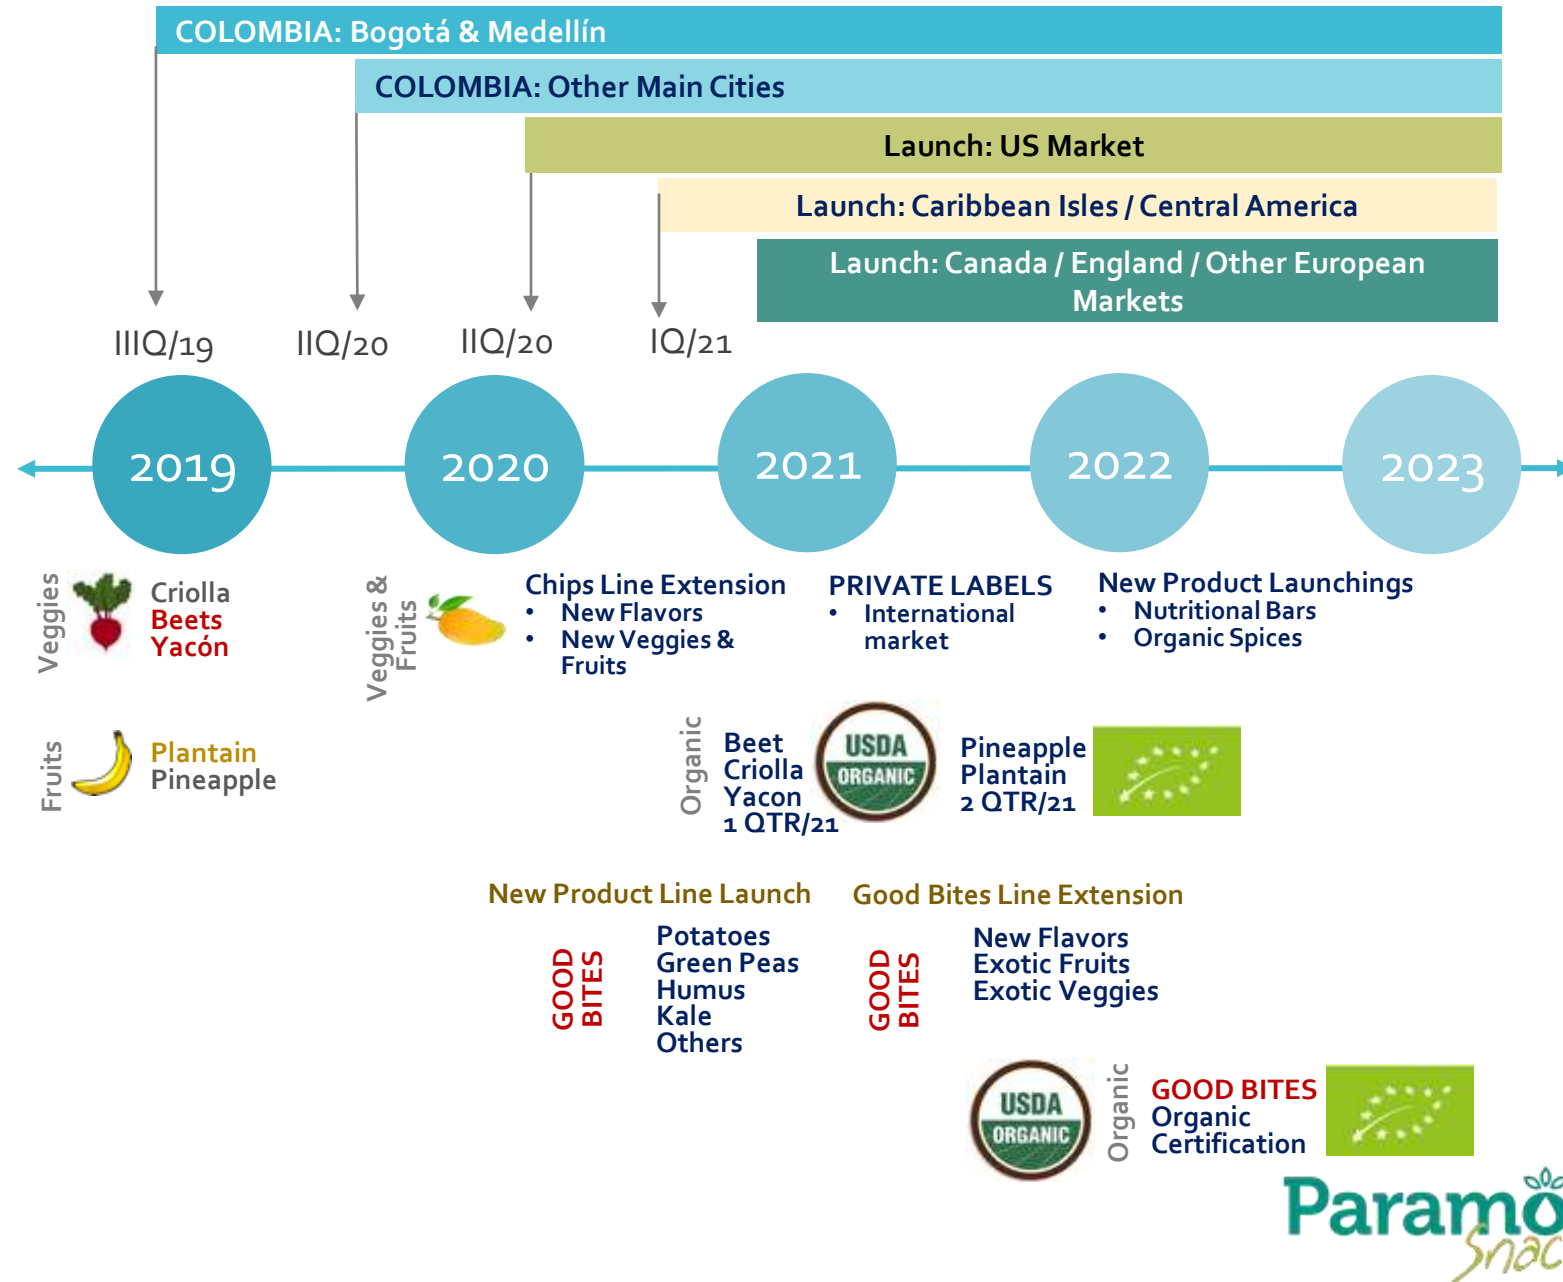 COLOMBIA: Bogotá & Medellín
COLOMBIA: Other Main Cities
Launch: US Market
Launch: Caribbean Isles / Central America
Launch: Canada / England / Other European
Markets
IIIQ/19
IIQ/20
IIQ/20
IQ/21
2019
2020
2021
2022
2023
Veggies
Criolla
Beets
Yacón
Veggies &
Fruits
Chips Line Extension
• New Flavors
• New Veggies &
Fruits
PRIVATE LABELS
• International
market
New Product Launchings
• Nutritional Bars
• Organic Spices
Fruits
Plantain
Pineapple
Organic
Beet
Criolla
Yacon
1 QTR/21
USDA
ORGANIC
Pineapple
Plantain
2 QTR/21
New Product Line Launch
GOOD
BITES
Potatoes
Green Peas
Humus
Kale
Others
Good Bites Line Extension
GOOD
BITES
New Flavors
Exotic Fruits
Exotic Veggies
USDA
ORGANIC
Organic
GOOD BITES
Organic
Certification
Paramo
Snac